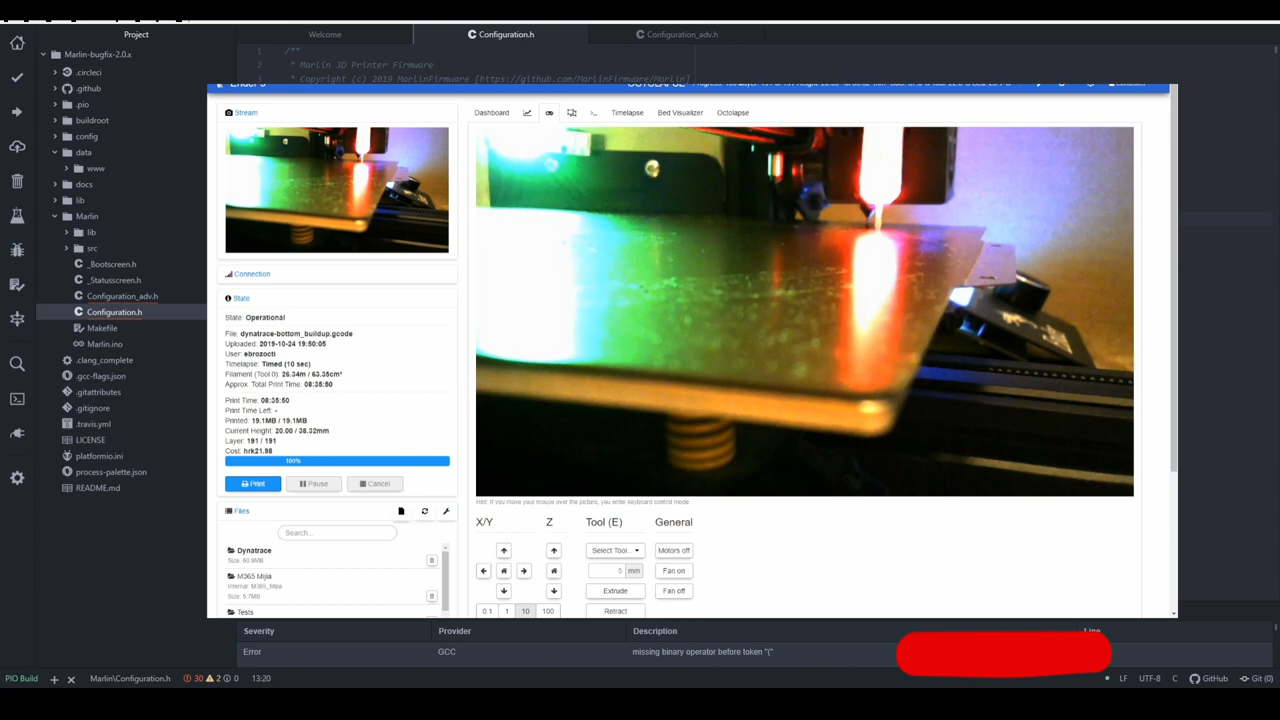 Project
Welcome
Configuration.h
Configuration_adv.h
Marlin-bugfix-2.0.x
.circleci
.github
.pio
buildroot
config
data
www
docs
lib
Marlin
lib
src
_Bootscreen.h
_Statusscreen.h
Configuration_adv.h
Configuration.h
Makefile
Marlin.ino
.clang_complete
.gcc-flags.json
.gitattributes
.gitignore
.travis.yml
LICENSE
platformio.ini
process-palette.json
README.md
1 /**
2 * Marlin 3D Printer Firmware
3 * Copyright (c) 2019 MarlinFirmware [https://github.com/MarlinFirmware/Marlin]
Stream
Dashboard
Timelapse
Bed Visualizer
Octolapse
Connection
State
State: Operational
File: dynatrace-bottom_buildup.gcode
Uploaded: 2019-10-24 19:50:05
User: ebrozocti
Timelapse: Timed (10 sec)
Filament (Tool 0): 26.34m / 63.35cm³
Approx. Total Print Time: 08:35:50
Print Time: 08:35:50
Print Time Left: -
Printed: 19.1MB / 19.1MB
Current Height: 20.00 / 38.32mm
Layer: 191 / 191
Cost: hrk21.98
100%
Print
Pause
Cancel
Files
Search...
Dynatrace
Size: 60.9MB
M365 Mijia
Internal: M365_Mijia
Size: 5.7MB
Tests
Hint: If you move your mouse over the picture, you enter keyboard control mode.
X/Y
Z
Tool (E)
General
Select Tool...
Motors off
5 mm
Fan on
Extrude
Fan off
0.1 1 10 100
Retract
Severity
Provider
Description
Line
Error
GCC
missing binary operator before token "("
PIO Build
Marlin\Configuration.h
30 2 0
13:20
LF
UTF-8
C
GitHub
Git (0)